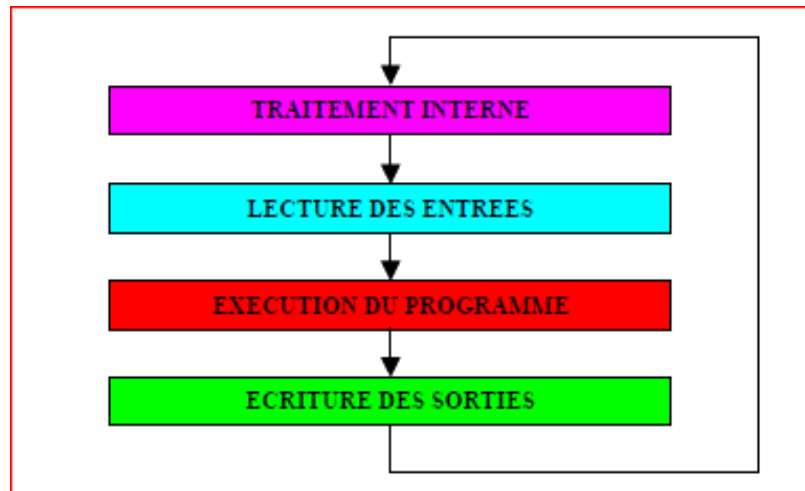 TRAITEMENT INTERNE
LECTURE DES ENTREES
EXECUTION DU PROGRAMME
ECRITURE DES SORTIES